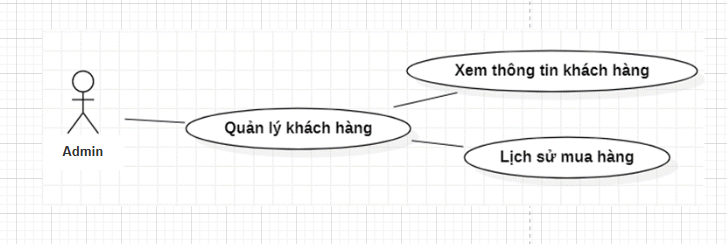 Xem thông tin khách hàng
Quản lý khách hàng
Admin
Lịch sử mua hàng